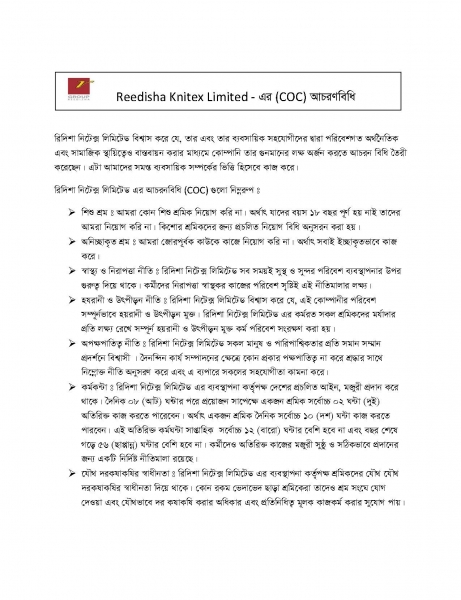 GROUP
Reedisha Knitex Limited - এর (COC) আচরণবিধি
রিদিশা নিটেক্স লিমিটেড বিশ্বাস করে যে, তার এবং তার ব্যবসায়িক সহযোগীদের দ্বারা পরিবেশগত অর্থনৈতিক
এবং সামাজিক স্থায়িত্বেও বাস্তবায়ন করার মাধ্যমে কোম্পানি তার গুনমানের লক্ষ অর্জন করতে আচরন বিধি তৈরী
করেছেন। এটা আমাদের সমস্ত ব্যবসায়িক সম্পর্কের ভিত্তি হিসেবে কাজ করে।
রিদিশা নিটেক্স লিমিটেড এর আচরনবিধি (COC) গুলো নিম্নরুপ ঃ
➢ শিশু শ্রম ঃ আমরা কোন শিশু শ্রমিক নিয়োগ করি না। অর্থাৎ যাদের বয়স ১৮ বছর পূর্ণ হয় নাই তাদের
আমরা নিয়োগ করি না। কিশোর শ্রমিকদের জন্য প্রচলিত নিয়োগ বিধি অনুসরন করা হয়।
➢ অনিচ্ছাকৃত শ্রম ঃ আমরা জোরপূর্বক কাউকে কাজে নিয়োগ করি না। অর্থাৎ সবাই ইচ্ছাকৃতভাবে কাজ
করে।
➢ স্বাস্থ্য ও নিরাপত্তা নীতি ঃ রিদিশা নিটেক্স লিমিটেড সব সময়ই সুস্থ ও সুন্দর পরিবেশ ব্যবস্থাপনার উপর
গুরুত্ব দিয়ে থাকে। কর্মীদের নিরাপত্তা স্বাস্থকর কাজের পরিবেশ সৃষ্টিই এই নীতিমালার লক্ষ্য।
➢ হয়রানী ও উৎপীড়ন নীতি ঃ রিদিশা নিটেক্স লিমিটেড বিশ্বাস করে যে, এই কোম্পানীর পরিবেশ
সম্পূর্নভাবে হয়রানী ও উৎপীড়ন মুক্ত। রিদিশা নিটেক্স লিমিটেড এর কর্মরত সকল শ্রমিকদের মর্যাদার
প্রতি লক্ষ্য রেখে সম্পূর্ন হয়রানী ও উৎপীড়ন মুক্ত কর্ম পরিবেশ সংরক্ষা করা হয়।
➢ অপক্ষপাতিত্ব নীতি ঃ রিদিশা নিটেক্স লিমিটেড সকল মানুষ ও পারিপার্শ্বিকতার প্রতি সমান সম্মান
প্রদর্শনে বিশ্বাসী । দৈনন্দিন কার্য সম্পাদনের ক্ষেত্রে কোন প্রকার পক্ষপাতিত্ব না করে শ্রদ্ধার সাথে
নিম্নোক্ত নীতি অনুসরণ করে এবং এ ব্যাপারে সকলের সহযোগীতা কামনা করে।
➢ কর্মঘন্টা ঃ রিদিশা নিটেক্স লিমিটেড এর ব্যবস্থাপনা কর্তৃপক্ষ দেশের প্রচলিত আইন, মজুরী প্রদান করে
থাকে। দৈনিক ০৮ (আট) ঘন্টার পরে প্রয়োজন সাপেক্ষে একজন শ্রমিক সর্বোচ্চ ০২ ঘন্টা (দুই)
অতিরিক্ত কাজ করতে পারেবেন। অর্থাৎ একজন শ্রমিক দৈনিক সর্বোচ্চ ১০ (দশ) ঘন্টা কাজ করতে
পারবেন। এই অতিরিক্ত কর্মঘন্টা সাপ্তাহিক সর্বোচ্চ ১২ (বারো) ঘন্টার বেশি হবে না এবং বছর শেষে
গড়ে ৫৬ (ছাপ্পান্ন) ঘন্টার বেশি হবে না। কর্মীদেও অতিরিক্ত কাজের মজুরী সুষ্ঠু ও সঠিকভাবে প্রদানের
জন্য একটি নির্দিষ্ট নীতিমালা রয়েছে।
➢ যৌথ দরকষাকষির স্বাধীনতা ঃ রিদিশা নিটেক্স লিমিটেড এর ব্যবস্থাপনা কর্তৃপক্ষ শ্রমিকদের যৌথ যৌথ
দরকষাকষির স্বাধীনতা দিয়ে থাকে। কোন রকম ভেদাভেদ ছাড়া শ্রমিকেরা তাদেও শ্রম সংঘে যোগ
দেওয়া এবং যৌথভাবে দর কষাকষি করার অধিকার এবং প্রতিনিধিত্ব মূলক কাজকর্ম করার সুযোগ পায়।